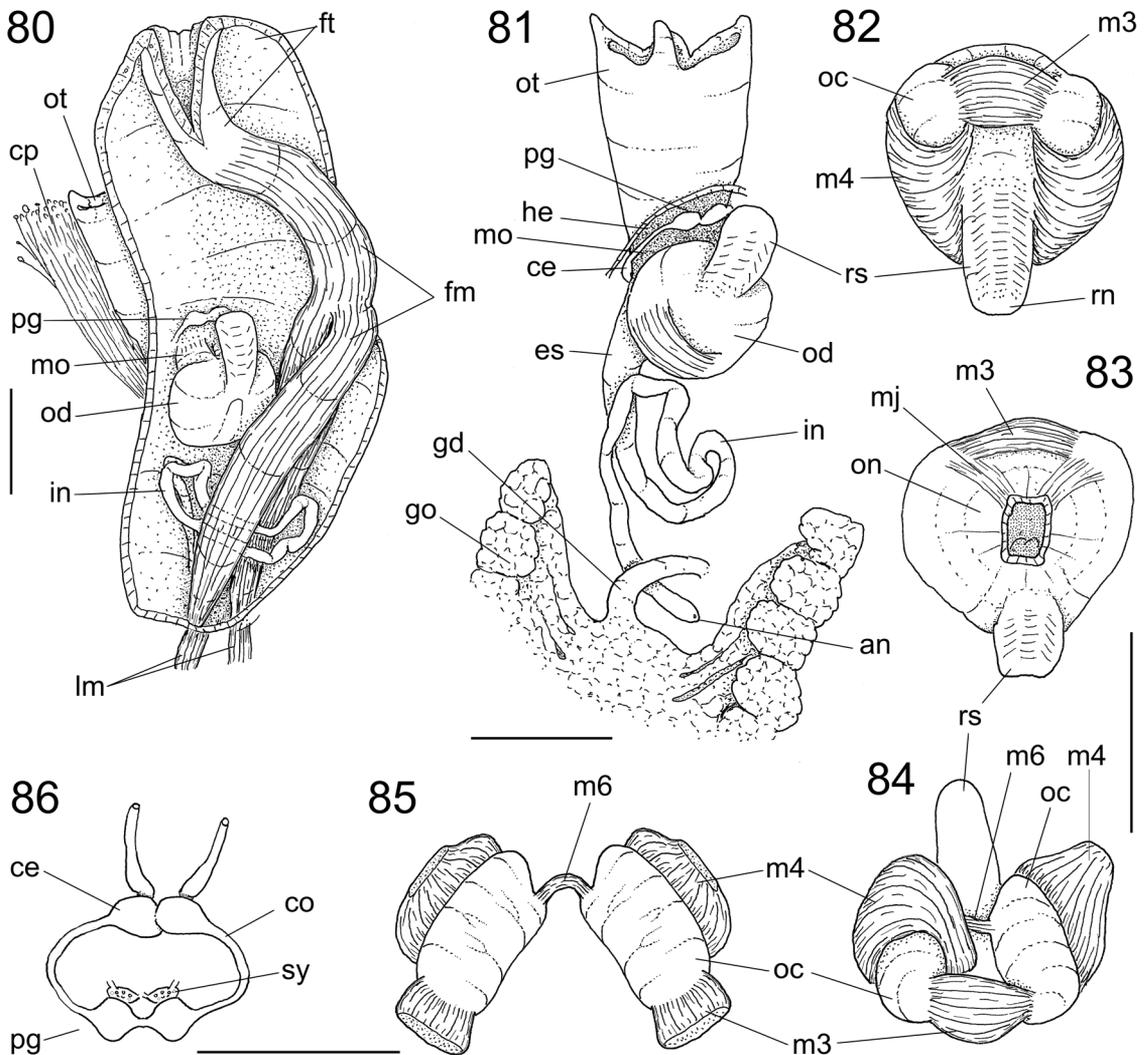 80
ft
ot
cp
fm
pg
mo
od
in
lm
81
ot
pg
he
mo
ce
rs
es
od
in
gd
go
an
82
m3
oc
m4
rn
83
m3
mj
on
rs
84
m6
m4
oc
85
m6
m4
oc
m3
86
ce
co
sy
pg